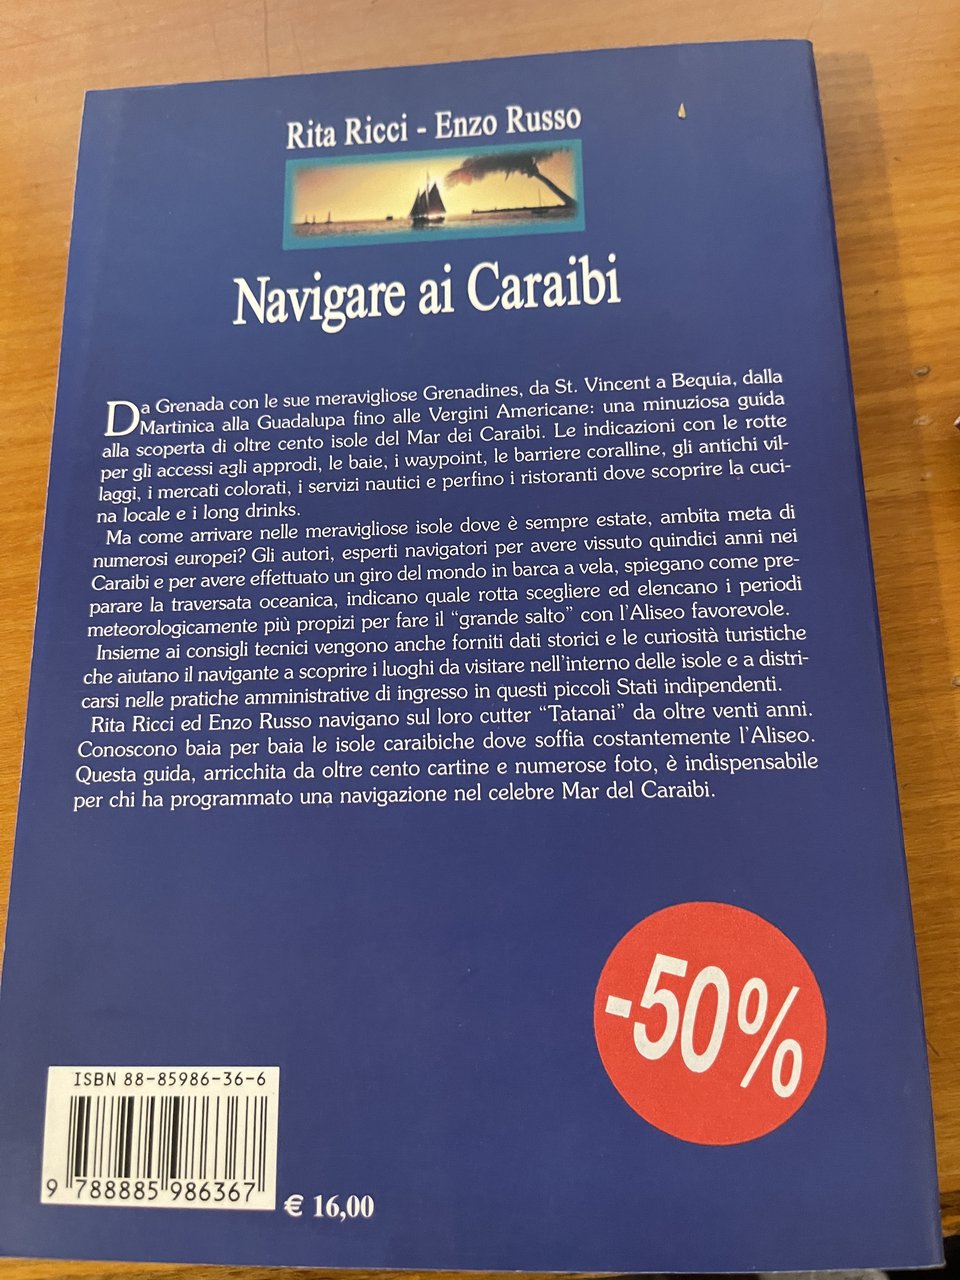 Rita Ricci - Enzo Russo
Navigare ai Caraibi
Da Grenada con le sue meravigliose Grenadines, da St. Vincent a Bequia, dalla
Martinica alla Guadalupa fino alle Vergini Americane: una minuziosa guida
alla scoperta di oltre cento isole del Mar dei Caraibi. Le indicazioni con le rotte
per gli accessi agli approdi, le baie, i waypoint, le barriere coralline, gli antichi vil-
laggi, i mercati colorati, i servizi nautici e perfino i ristoranti dove scoprire la cuci-
na locale e i long drinks.
Ma come arrivare nelle meravigliose isole dove è sempre estate, ambita meta di
numerosi europei? Gli autori, esperti navigatori per avere vissuto quindici anni nei
Caraibi e per avere effettuato un giro del mondo in barca a vela, spiegano come pre-
parare la traversata oceanica, indicano quale rotta scegliere ed elencano i periodi
meteorologicamente più propizi per fare il “grande salto” con l'Aliseo favorevole.
Insieme ai consigli tecnici vengono anche forniti dati storici e le curiosità turistiche
che aiutano il navigante a scoprire i luoghi da visitare nell'interno delle isole e a distri-
carsi nelle pratiche amministrative di ingresso in questi piccoli Stati indipendenti.
Rita Ricci ed Enzo Russo navigano sul loro cutter “Tatanai” da oltre venti anni.
Conoscono baia per baia le isole caraibiche dove soffia costantemente l'Aliseo.
Questa guida, arricchita da oltre cento cartine e numerose foto, è indispensabile
per chi ha programmato una navigazione nel celebre Mar del Caraibi.
-50%
ISBN 88-85986-36-6
9 788885 986367
€ 16,00